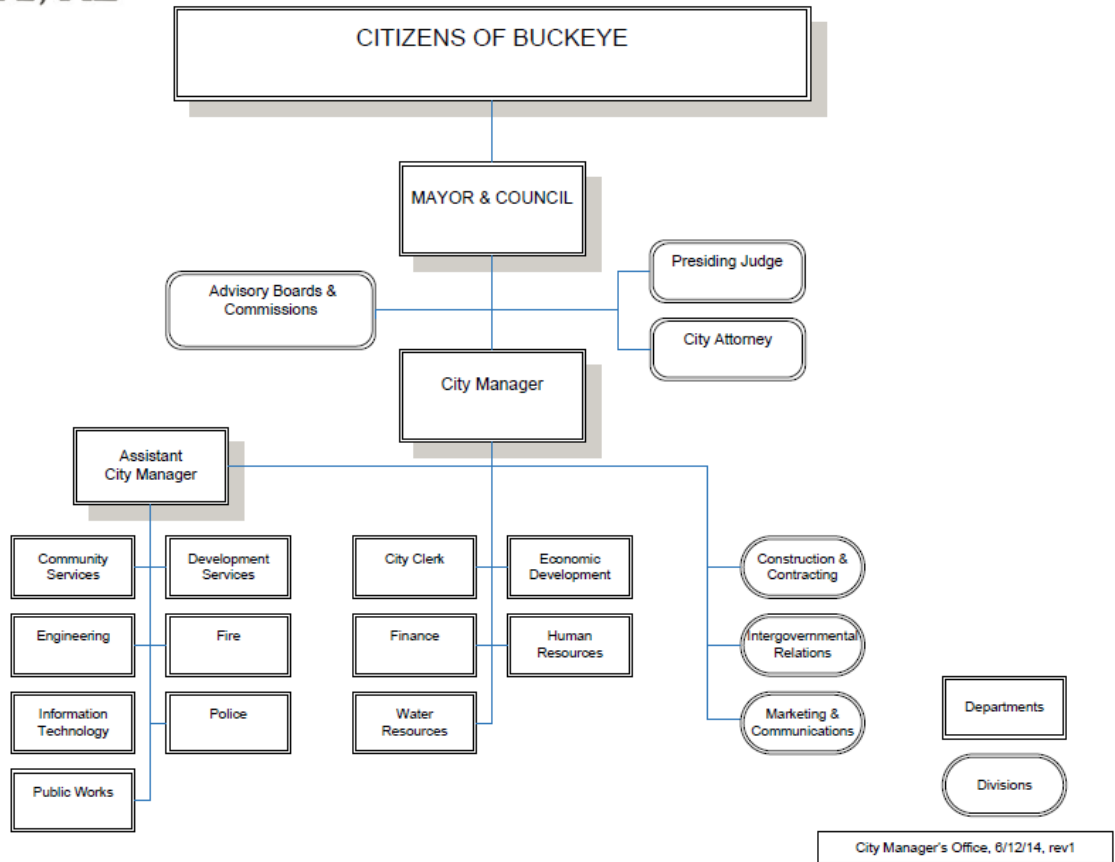 CITIZENS OF BUCKEYE
MAYOR & COUNCIL
Presiding Judge
Advisory Boards &
Commissions
City Attorney
City Manager
Assistant
City Manager
Community
Services
Development
Services
City Clerk
Economic
Development
Construction &
Contracting
Engineering
Fire
Finance
Human
Resources
Intergovernmental
Relations
Information
Technology
Police
Water
Resources
Marketing &
Communications
Departments
Public Works
Divisions
City Manager's Office, 6/12/14, rev1